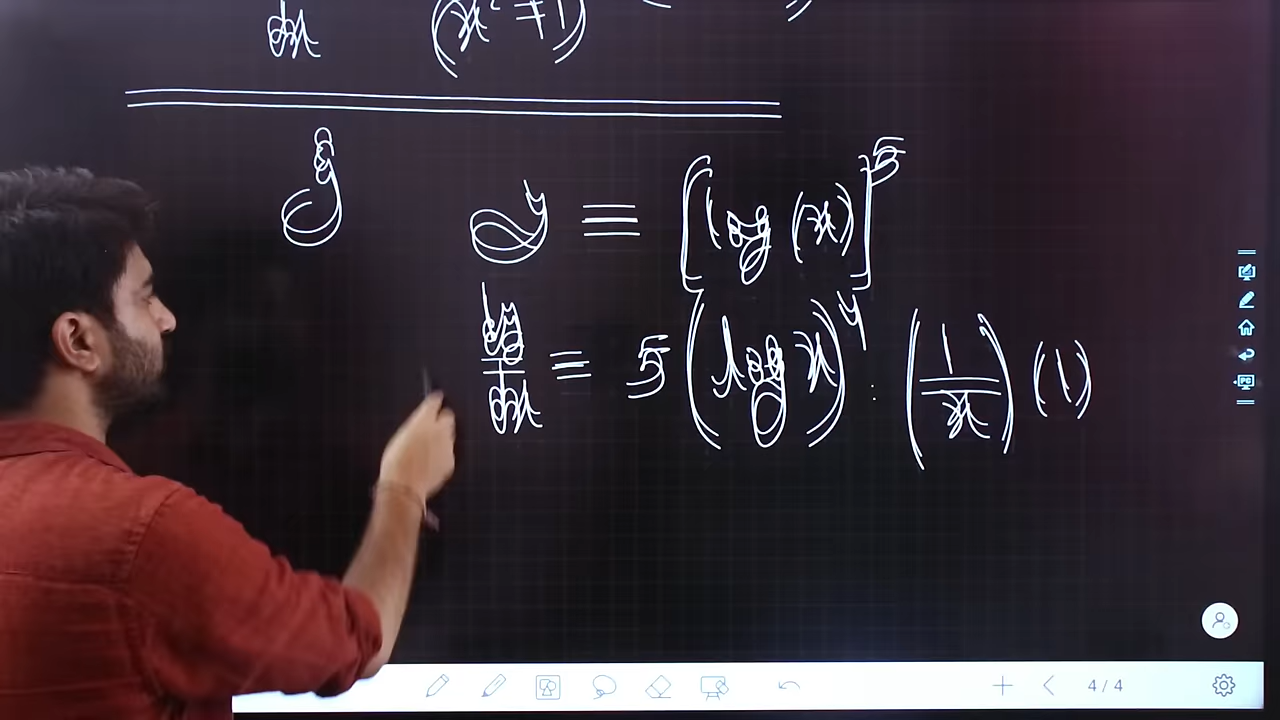 dx (x² + 1)
y = [log (x)]⁵
dy/dx = 5 (log x)⁴ · (1/x) (1)
4 / 4